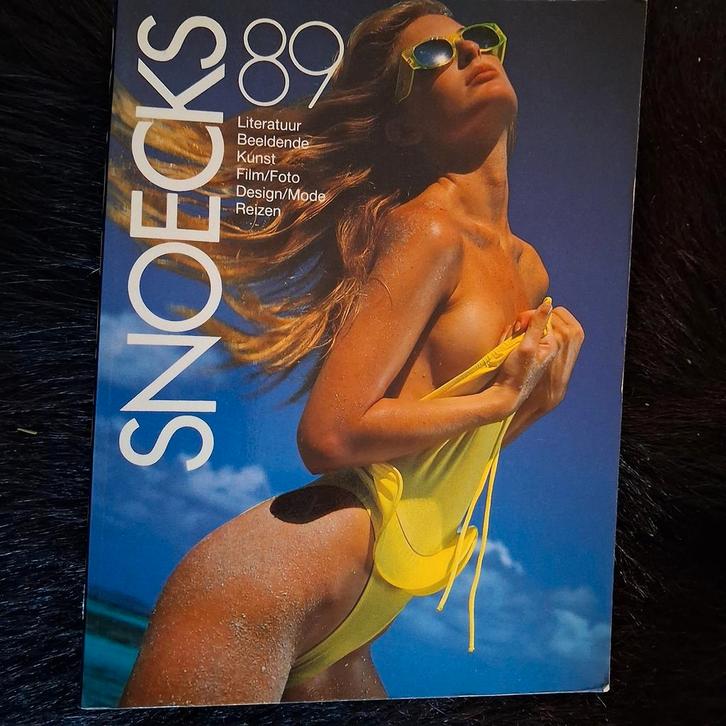 SNOECKS
89
Literatuur
Beeldende
Kunst
Film/Foto
Design/Mode
Reizen